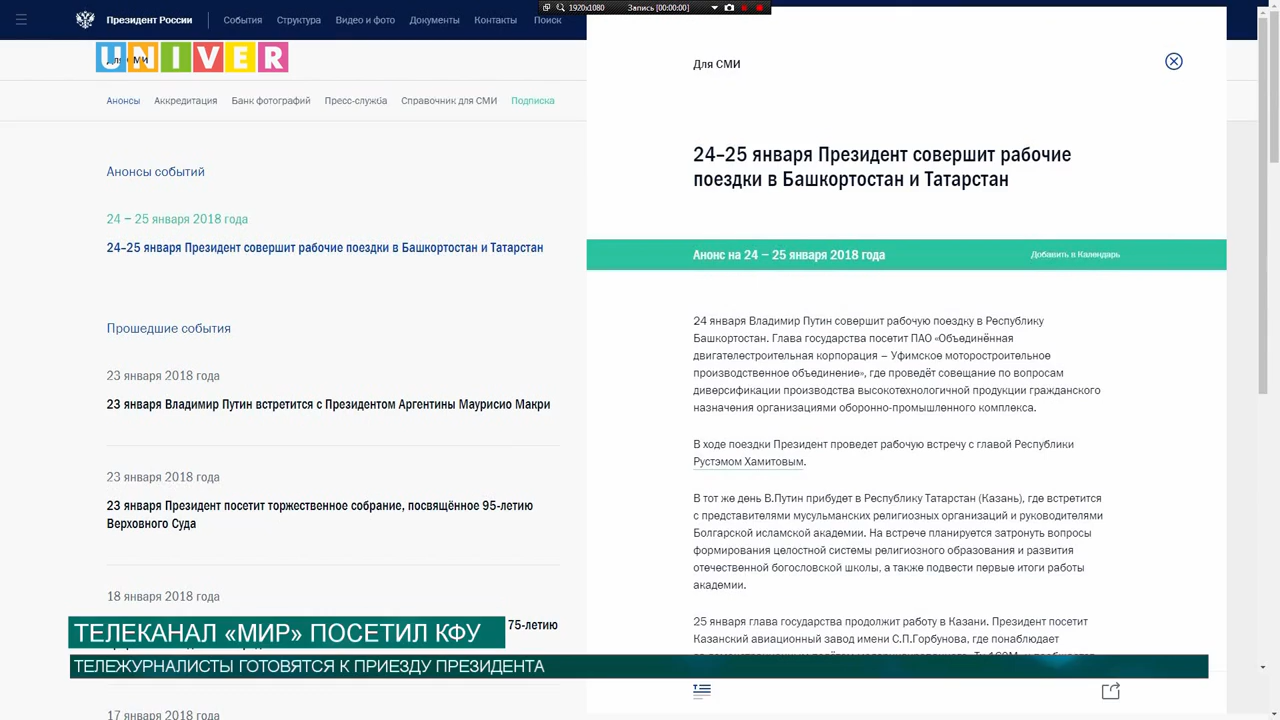 1920x1080
Запись [00:00:00]
Президент России
События
Структура
Видео и фото
Документы
Контакты
Поиск
UNIVER
Для СМИ
Анонсы
Аккредитация
Банк фотографий
Пресс-служба
Справочник для СМИ
Подписка
Анонсы событий
24 – 25 января 2018 года
24–25 января Президент совершит рабочие поездки в Башкортостан и Татарстан
Прошедшие события
23 января 2018 года
23 января Владимир Путин встретится с Президентом Аргентины Маурисио Макри
23 января 2018 года
23 января Президент посетит торжественное собрание, посвящённое 95-летию
Верховного Суда
18 января 2018 года
75-летию
17 января 2018 года
Для СМИ
24–25 января Президент совершит рабочие
поездки в Башкортостан и Татарстан
Анонс на 24 – 25 января 2018 года
Добавить в Календарь
24 января Владимир Путин совершит рабочую поездку в Республику
Башкортостан. Глава государства посетит ПАО «Объединённая
двигателестроительная корпорация – Уфимское моторостроительное
производственное объединение», где проведёт совещание по вопросам
диверсификации производства высокотехнологичной продукции гражданского
назначения организациями оборонно-промышленного комплекса.
В ходе поездки Президент проведет рабочую встречу с главой Республики
Рустэмом Хамитовым.
В тот же день В.Путин прибудет в Республику Татарстан (Казань), где встретится
с представителями мусульманских религиозных организаций и руководителями
Болгарской исламской академии. На встрече планируется затронуть вопросы
формирования целостной системы религиозного образования и развития
отечественной богословской школы, а также подвести первые итоги работы
академии.
25 января глава государства продолжит работу в Казани. Президент посетит
Казанский авиационный завод имени С.П.Горбунова, где понаблюдает
ТЕЛЕКАНАЛ «МИР» ПОСЕТИЛ КФУ
ТЕЛЕЖУРНАЛИСТЫ ГОТОВЯТСЯ К ПРИЕЗДУ ПРЕЗИДЕНТА